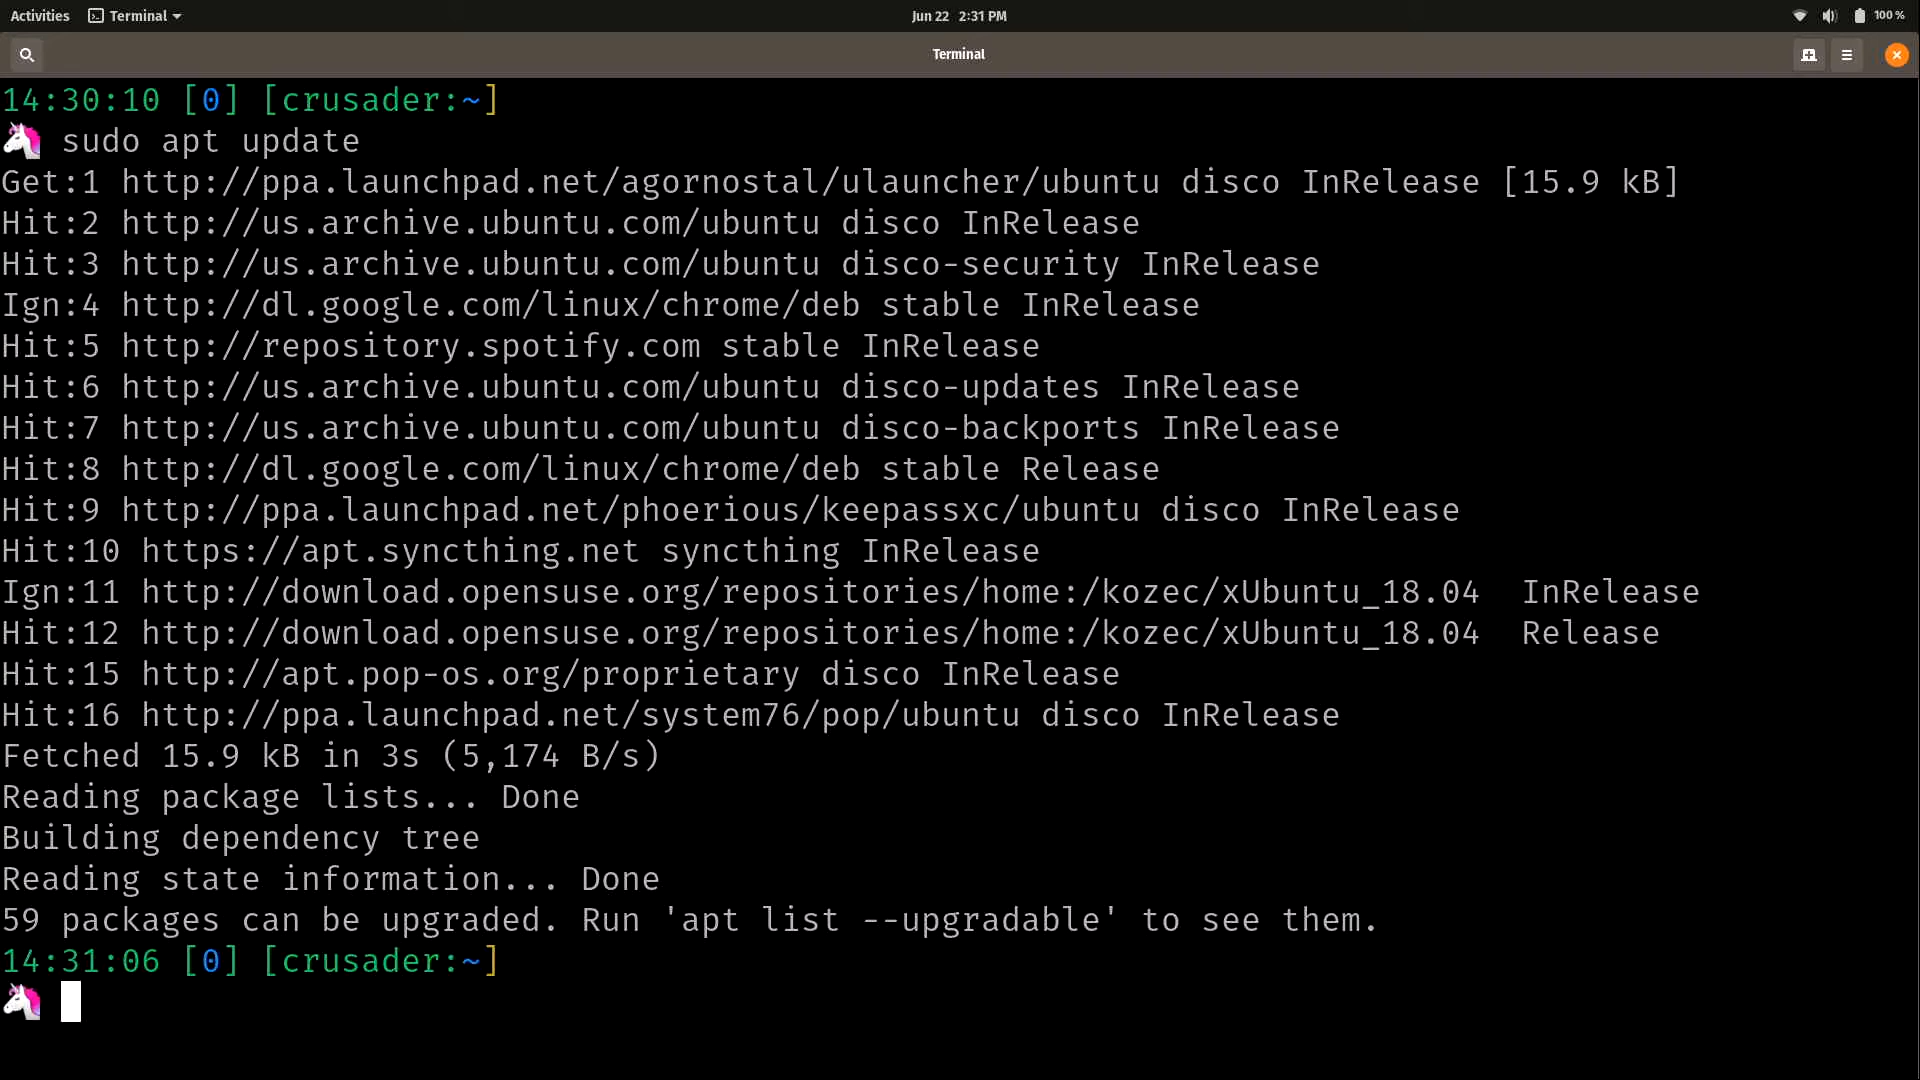 Activities Terminal Jun 22 2:31 PM 100 %
Terminal
14:30:10 [0] [crusader:~]
🦄 sudo apt update
Get:1 http://ppa.launchpad.net/agornostal/ulauncher/ubuntu disco InRelease [15.9 kB]
Hit:2 http://us.archive.ubuntu.com/ubuntu disco InRelease
Hit:3 http://us.archive.ubuntu.com/ubuntu disco-security InRelease
Ign:4 http://dl.google.com/linux/chrome/deb stable InRelease
Hit:5 http://repository.spotify.com stable InRelease
Hit:6 http://us.archive.ubuntu.com/ubuntu disco-updates InRelease
Hit:7 http://us.archive.ubuntu.com/ubuntu disco-backports InRelease
Hit:8 http://dl.google.com/linux/chrome/deb stable Release
Hit:9 http://ppa.launchpad.net/phoerious/keepassxc/ubuntu disco InRelease
Hit:10 https://apt.syncthing.net syncthing InRelease
Ign:11 http://download.opensuse.org/repositories/home:/kozec/xUbuntu_18.04  InRelease
Hit:12 http://download.opensuse.org/repositories/home:/kozec/xUbuntu_18.04  Release
Hit:15 http://apt.pop-os.org/proprietary disco InRelease
Hit:16 http://ppa.launchpad.net/system76/pop/ubuntu disco InRelease
Fetched 15.9 kB in 3s (5,174 B/s)
Reading package lists... Done
Building dependency tree
Reading state information... Done
59 packages can be upgraded. Run 'apt list --upgradable' to see them.
14:31:06 [0] [crusader:~]
🦄